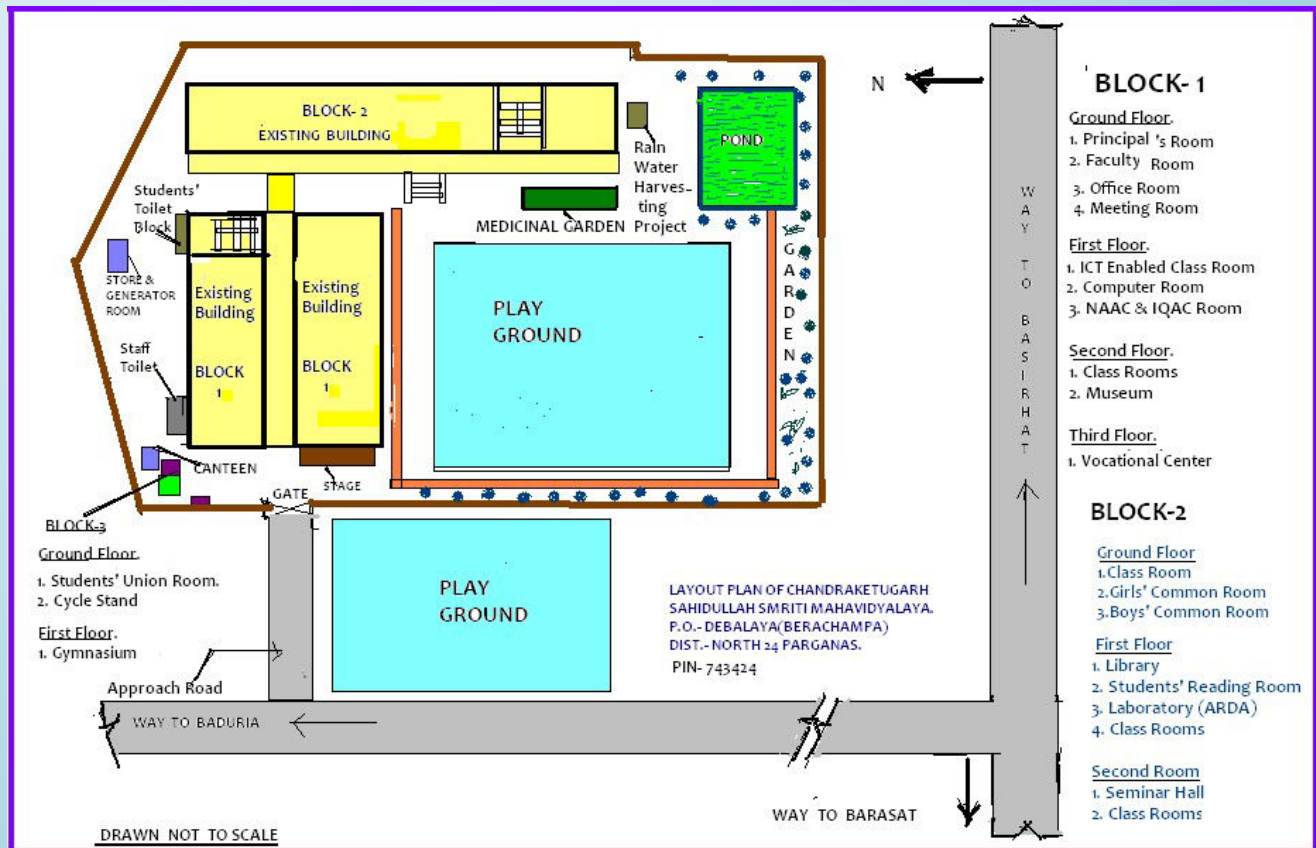 BLOCK- 2
EXISTING BUILDING
Students'
Toilet
Block
STORE &
GENERATOR
ROOM
Staff
Toilet
Existing
Building
BLOCK
1
Existing
Building
BLOCK
1
CANTEEN
STAGE
GATE
MEDICINAL GARDEN
Rain
Water
Harves-
ting
Project
POND
GARDEN
PLAY
GROUND
PLAY
GROUND
N
WAY TO BASIRHAT
BLOCK-3
Ground Floor.
1. Students' Union Room.
2. Cycle Stand
First Floor.
1. Gymnasium
Approach Road
WAY TO BADURIA
LAYOUT PLAN OF CHANDRAKETUGARH
SAHIDULLAH SMRITI MAHAVIDYALAYA.
P.O.- DEBALAYA(BERACHAMPA)
DIST.- NORTH 24 PARGANAS.
PIN- 743424
WAY TO BARASAT
DRAWN NOT TO SCALE
BLOCK- 1
Ground Floor.
1. Principal 's Room
2. Faculty Room
3. Office Room
4. Meeting Room
First Floor.
1. ICT Enabled Class Room
2. Computer Room
3. NAAC & IQAC Room
Second Floor.
1. Class Rooms
2. Museum
Third Floor.
1. Vocational Center
BLOCK-2
Ground Floor
1.Class Room
2.Girls' Common Room
3.Boys' Common Room
First Floor
1. Library
2. Students' Reading Room
3. Laboratory (ARDA)
4. Class Rooms
Second Room
1. Seminar Hall
2. Class Rooms